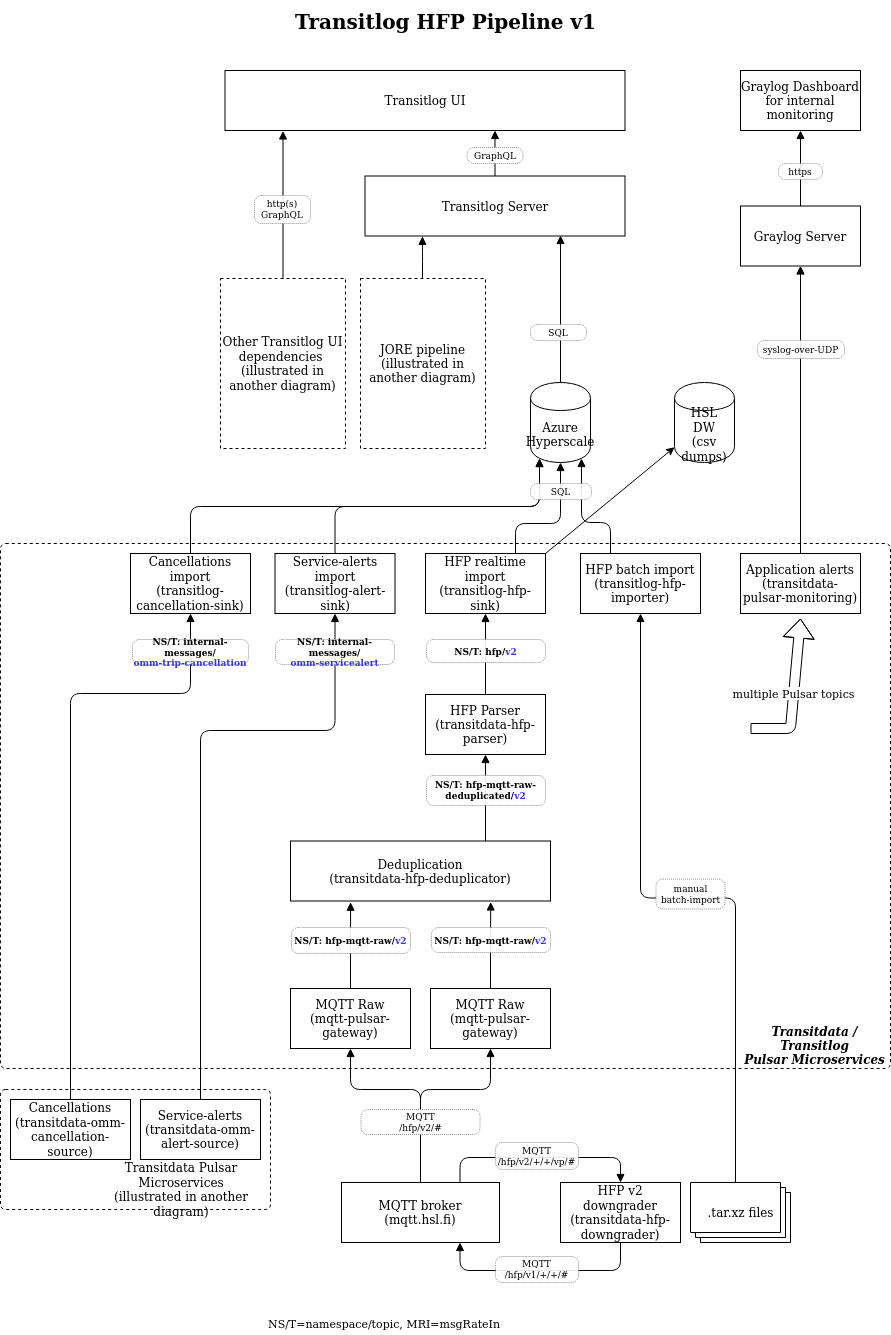 Transitlog HFP Pipeline v1
Transitlog UI
Graylog Dashboard
for internal
monitoring
GraphQL
https
http(s)
GraphQL
Transitlog Server
Graylog Server
Other Transitlog UI
dependencies
(illustrated in
another diagram)
JORE pipeline
(illustrated in
another diagram)
SQL
syslog-over-UDP
Azure
Hyperscale
HSL
DW
(csv
dumps)
SQL
Cancellations
import
(transitlog-
cancellation-sink)
Service-alerts
import
(transitlog-alert-
sink)
HFP realtime
import
(transitlog-hfp-
sink)
HFP batch import
(transitlog-hfp-
importer)
Application alerts
(transitdata-
pulsar-monitoring)
NS/T: internal-
messages/
omm-trip-cancellation
NS/T: internal-
messages/
omm-servicealert
NS/T: hfp/v2
multiple Pulsar topics
HFP Parser
(transitdata-hfp-
parser)
NS/T: hfp-mqtt-raw-
deduplicated/v2
Deduplication
(transitdata-hfp-deduplicator)
manual
batch-import
NS/T: hfp-mqtt-raw/v2
NS/T: hfp-mqtt-raw/v2
MQTT Raw
(mqtt-pulsar-
gateway)
MQTT Raw
(mqtt-pulsar-
gateway)
Transitdata /
Transitlog
Pulsar Microservices
Cancellations
(transitdata-omm-
cancellation-
source)
Service-alerts
(transitdata-omm-
alert-source)
Transitdata Pulsar
Microservices
(illustrated in another
diagram)
MQTT
/hfp/v2/#
MQTT
/hfp/v2/+/+/vp/#
MQTT broker
(mqtt.hsl.fi)
HFP v2
downgrader
(transitdata-hfp-
downgrader)
.tar.xz files
MQTT
/hfp/v1/+/+/#
NS/T=namespace/topic, MRI=msgRateIn